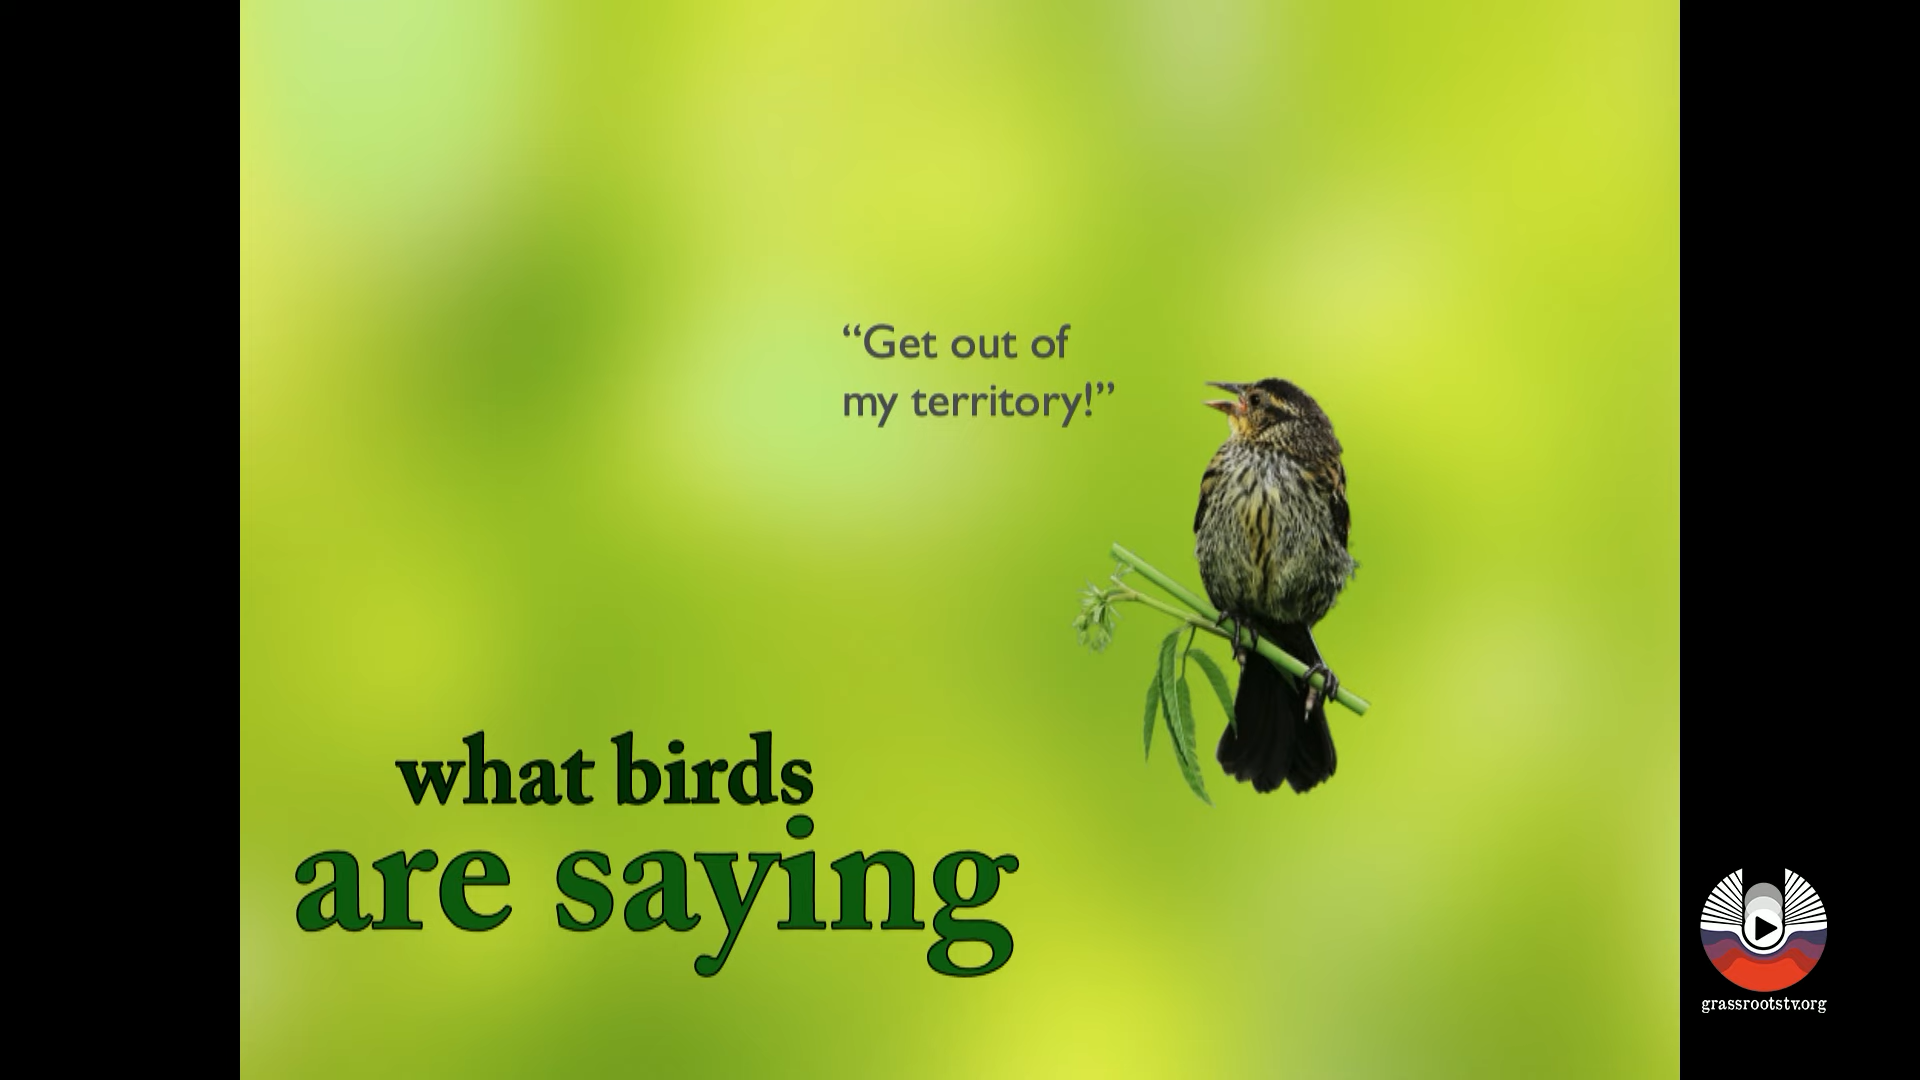 “Get out of
my territory!”
what birds
are saying
grassrootstv.org